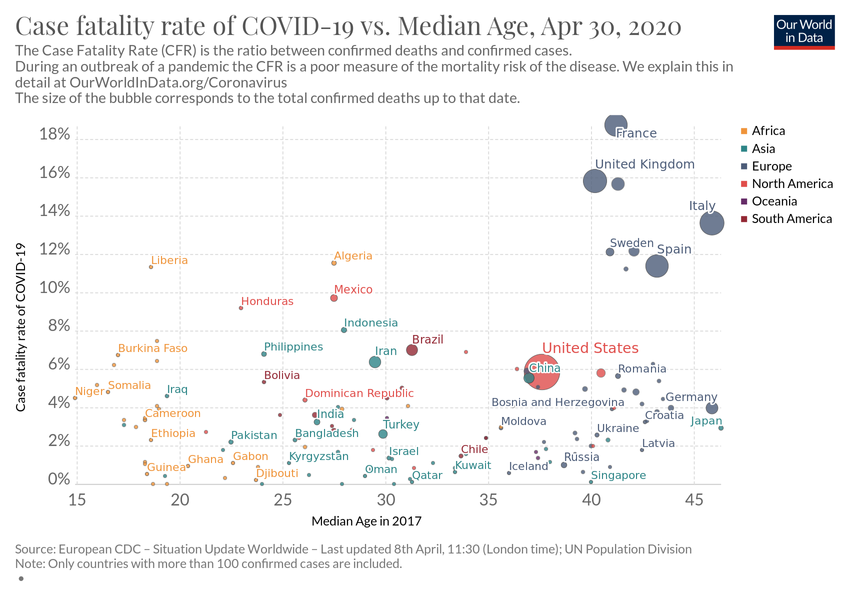 Case fatality rate of COVID-19 vs. Median Age, Apr 30, 2020
Our World
in Data
The Case Fatality Rate (CFR) is the ratio between confirmed deaths and confirmed cases.
During an outbreak of a pandemic the CFR is a poor measure of the mortality risk of the disease. We explain this in
detail at OurWorldInData.org/Coronavirus
The size of the bubble corresponds to the total confirmed deaths up to that date.
18%
16%
14%
12%
10%
8%
6%
4%
2%
0%
Case fatality rate of COVID-19
France
United Kingdom
Italy
Sweden
Spain
Liberia
Algeria
Mexico
Honduras
Indonesia
Brazil
Burkina Faso
Philippines
Iran
United States
China
Romania
Bolivia
Niger
Somalia
Iraq
Dominican Republic
Bosnia and Herzegovina
Germany
Cameroon
India
Croatia
Japan
Turkey
Moldova
Ukraine
Ethiopia
Pakistan
Bangladesh
Latvia
Kyrgyzstan
Israel
Chile
Russia
Guinea
Ghana
Gabon
Djibouti
Oman
Qatar
Kuwait
Iceland
Singapore
15
20
25
30
35
40
45
Median Age in 2017
Africa
Asia
Europe
North America
Oceania
South America
Source: European CDC – Situation Update Worldwide – Last updated 8th April, 11:30 (London time); UN Population Division
Note: Only countries with more than 100 confirmed cases are included.